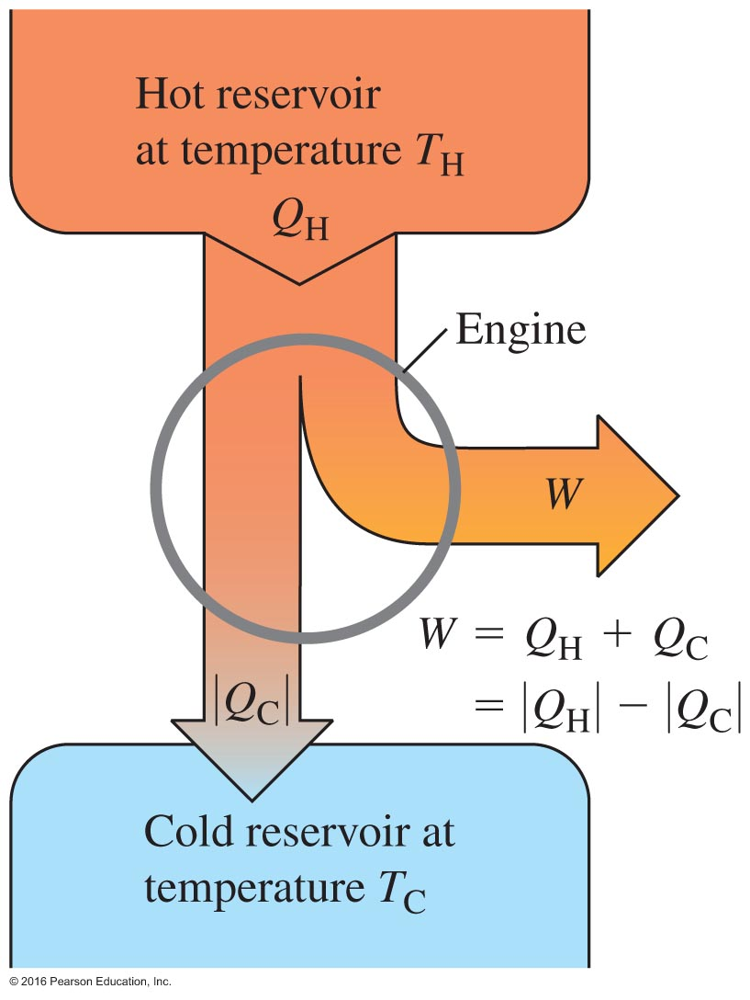 Hot reservoir
at temperature T_H
Q_H
Engine
W
W = Q_H + Q_C
= |Q_H| − |Q_C|
|Q_C|
Cold reservoir at
temperature T_C
© 2016 Pearson Education, Inc.